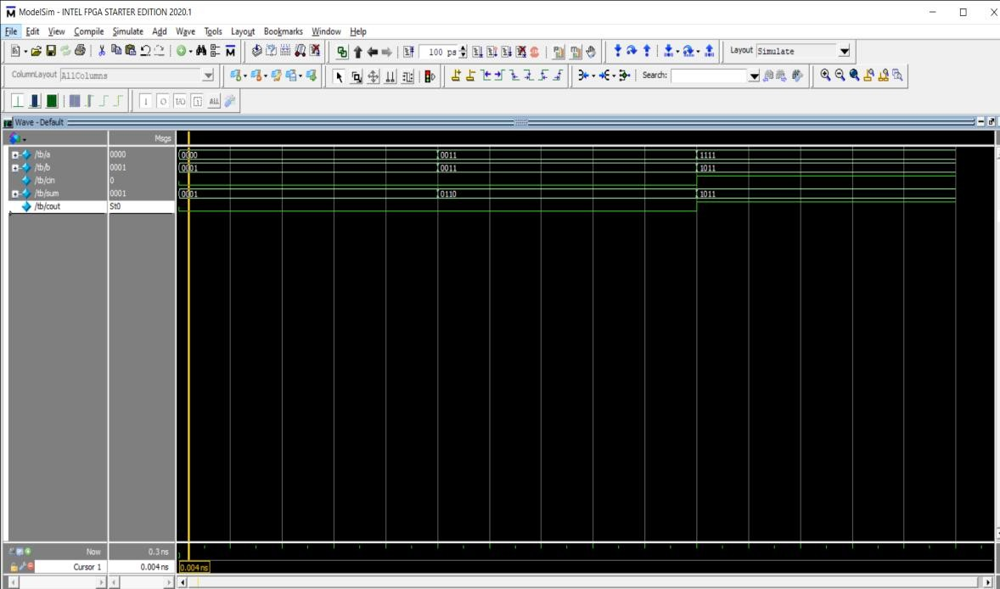 ModelSim - INTEL FPGA STARTER EDITION 2020.1
File Edit View Compile Simulate Add Wave Tools Layout Bookmarks Window Help
100 ps Layout Simulate
ColumnLayout AllColumns Search:
Wave - Default
Msgs
/tb/a 0000 0000 0011 1111
/tb/b 0001 0001 0011 1011
/tb/cin 0
/tb/sum 0001 0001 0110 1011
/tb/cout St0
Now 0.3 ns
Cursor 1 0.004 ns 0.004 ns